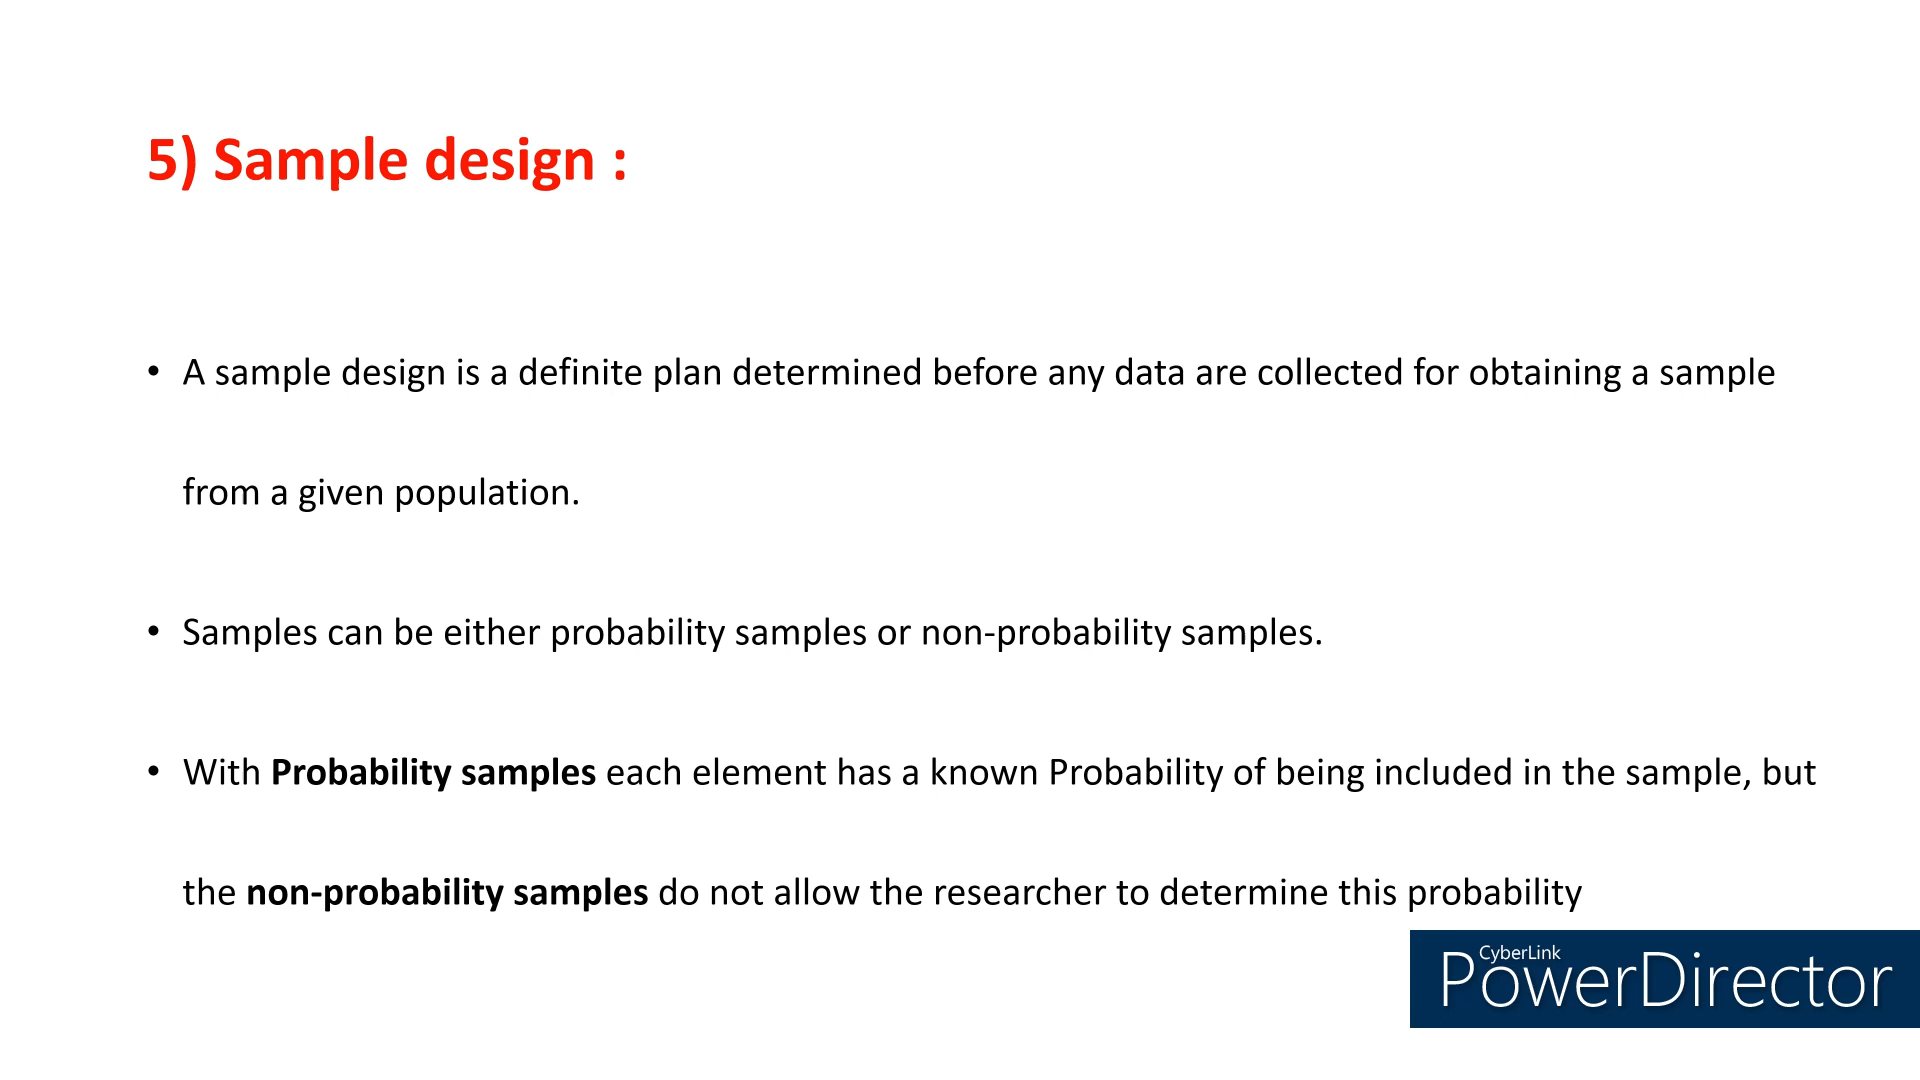 5) Sample design :
• A sample design is a definite plan determined before any data are collected for obtaining a sample
from a given population.
• Samples can be either probability samples or non-probability samples.
• With Probability samples each element has a known Probability of being included in the sample, but
the non-probability samples do not allow the researcher to determine this probability
CyberLink
PowerDirector